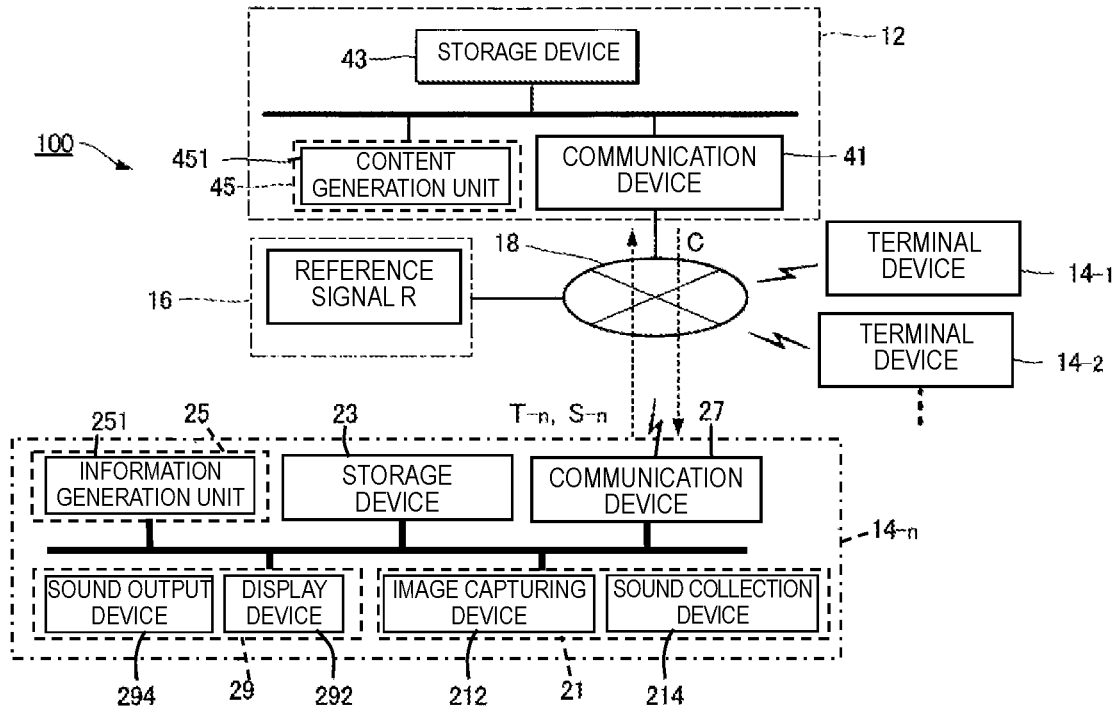 12
43
STORAGE DEVICE
100
451
45
CONTENT
GENERATION UNIT
COMMUNICATION
DEVICE
41
18
C
16
REFERENCE
SIGNAL R
TERMINAL
DEVICE
14-1
TERMINAL
DEVICE
14-2
T-n, S-n
251
25
23
27
INFORMATION
GENERATION UNIT
STORAGE
DEVICE
COMMUNICATION
DEVICE
14-n
SOUND OUTPUT
DEVICE
DISPLAY
DEVICE
IMAGE CAPTURING
DEVICE
SOUND COLLECTION
DEVICE
294
29
292
212
21
214